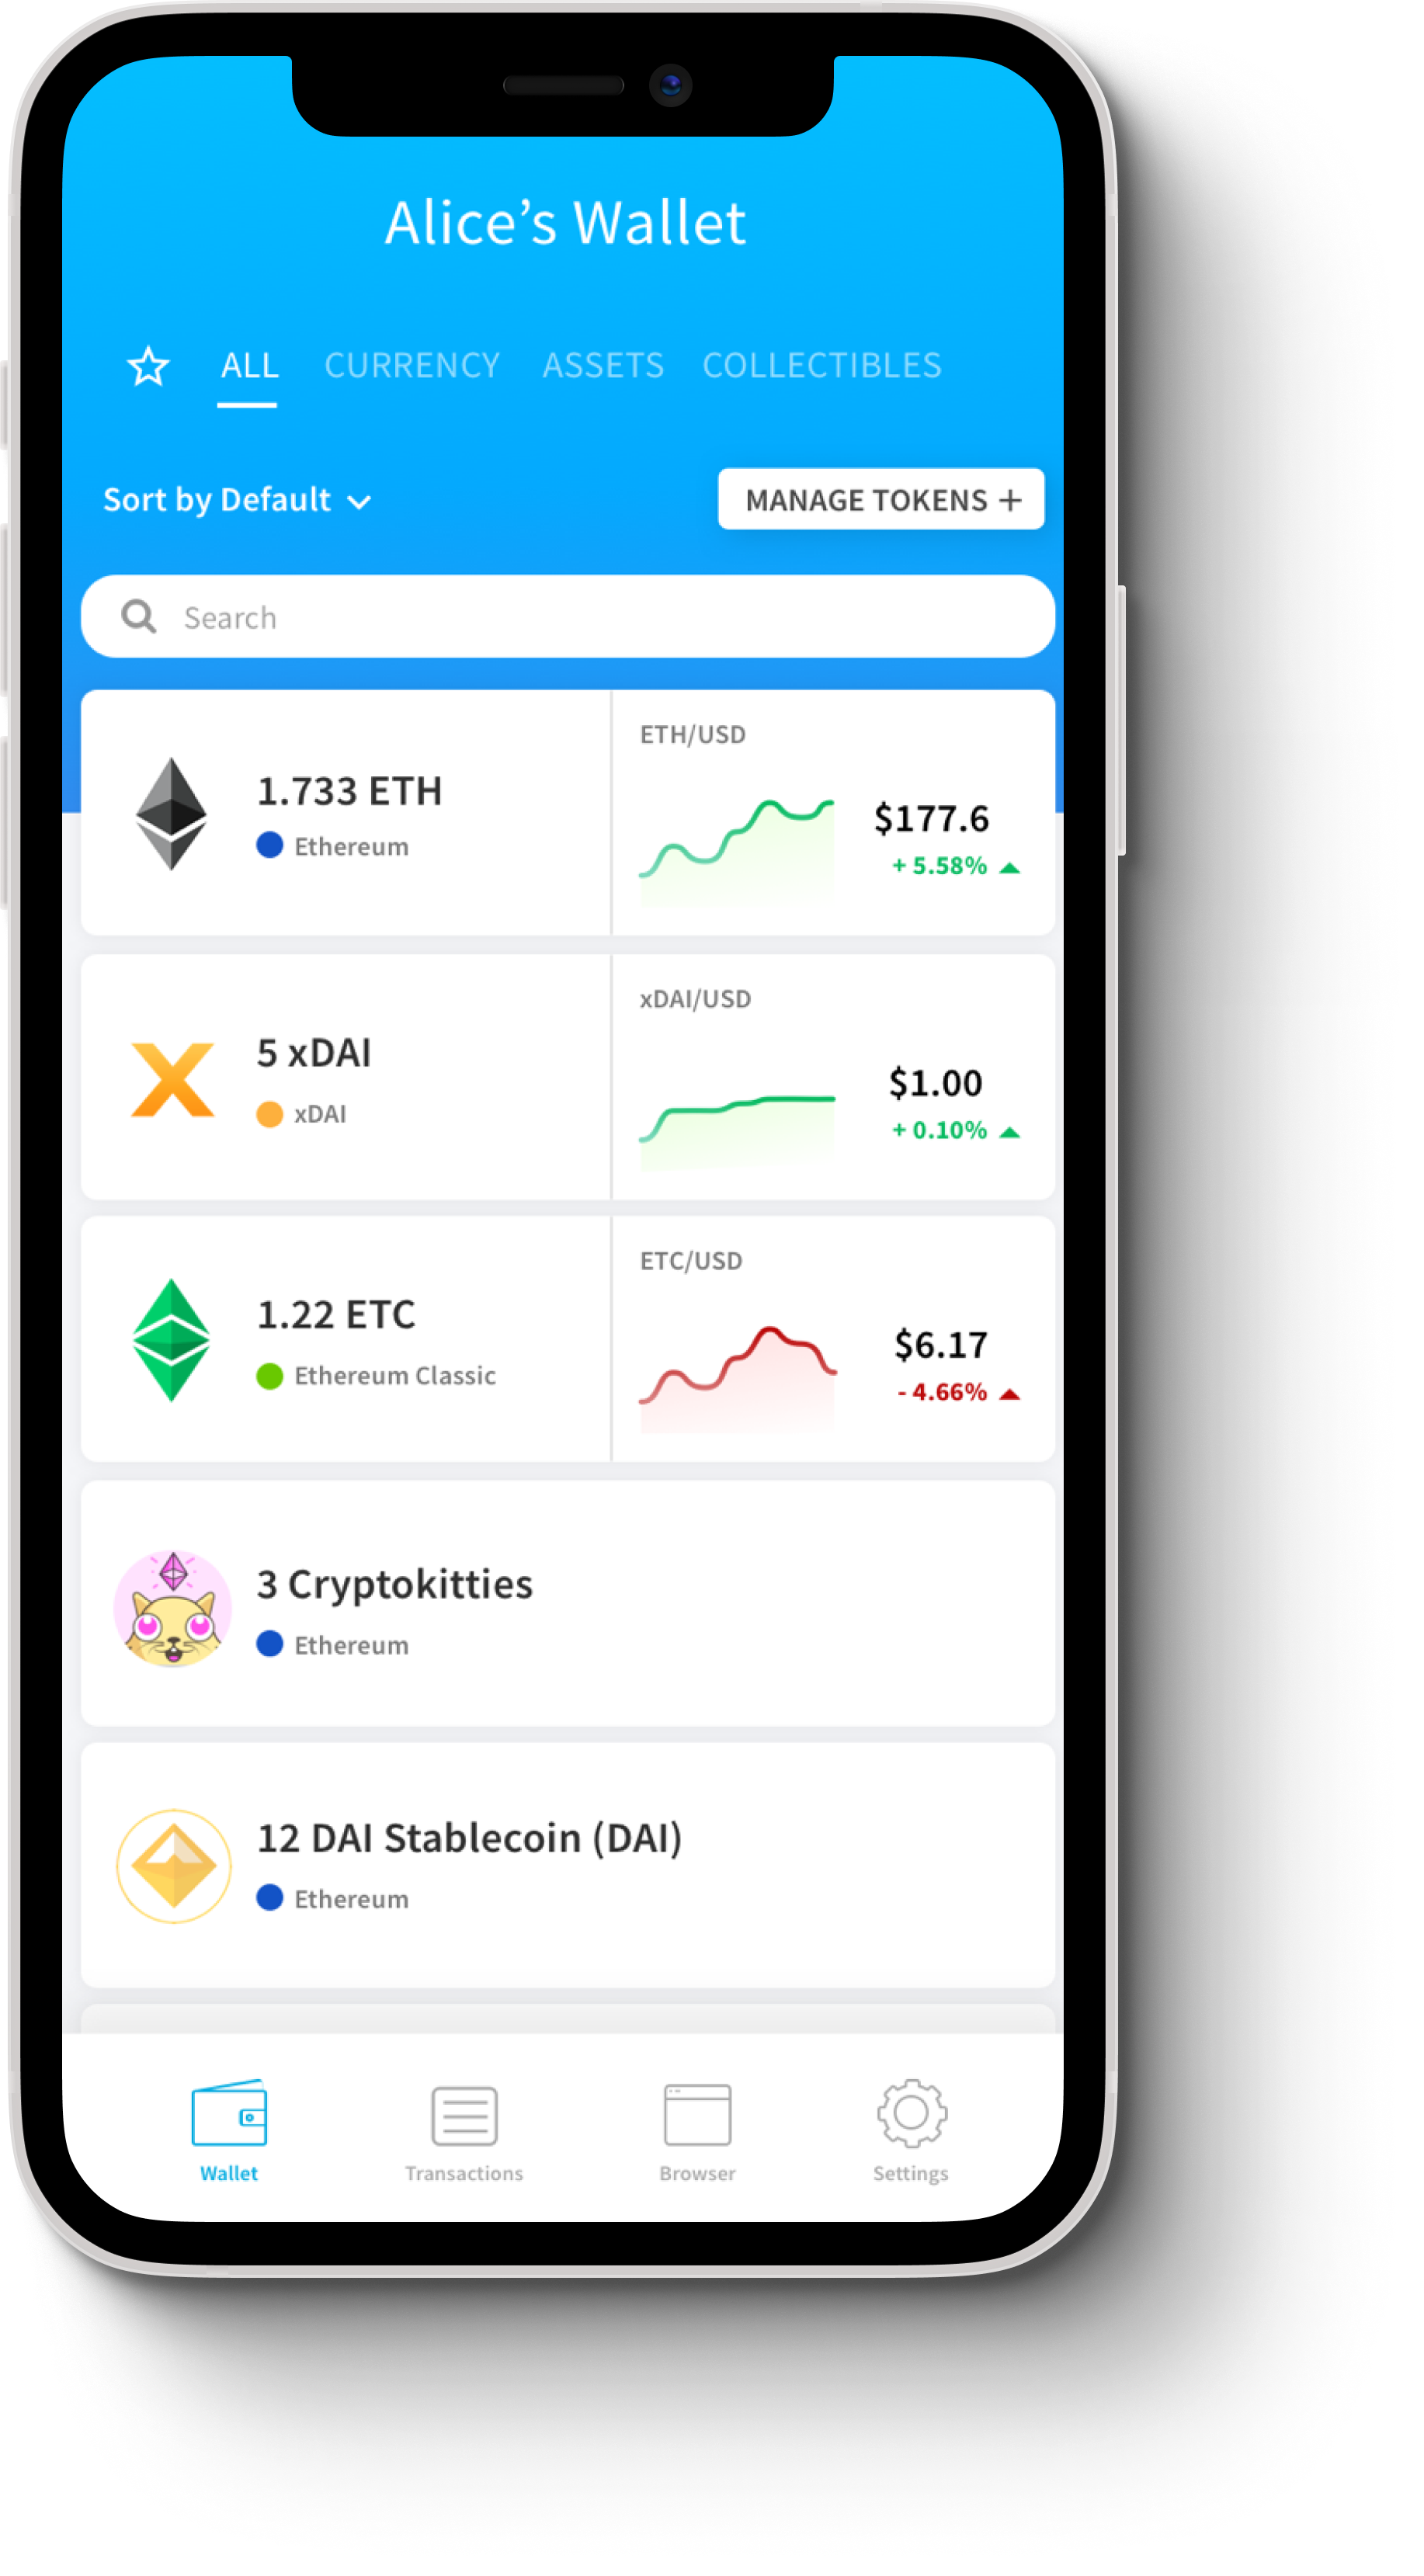 Alice’s Wallet
ALL CURRENCY ASSETS COLLECTIBLES
Sort by Default MANAGE TOKENS +
Search
ETH/USD
1.733 ETH
Ethereum
$177.6
+ 5.58%
xDAI/USD
5 xDAI
xDAI
$1.00
+ 0.10%
ETC/USD
1.22 ETC
Ethereum Classic
$6.17
- 4.66%
3 Cryptokitties
Ethereum
12 DAI Stablecoin (DAI)
Ethereum
Wallet Transactions Browser Settings